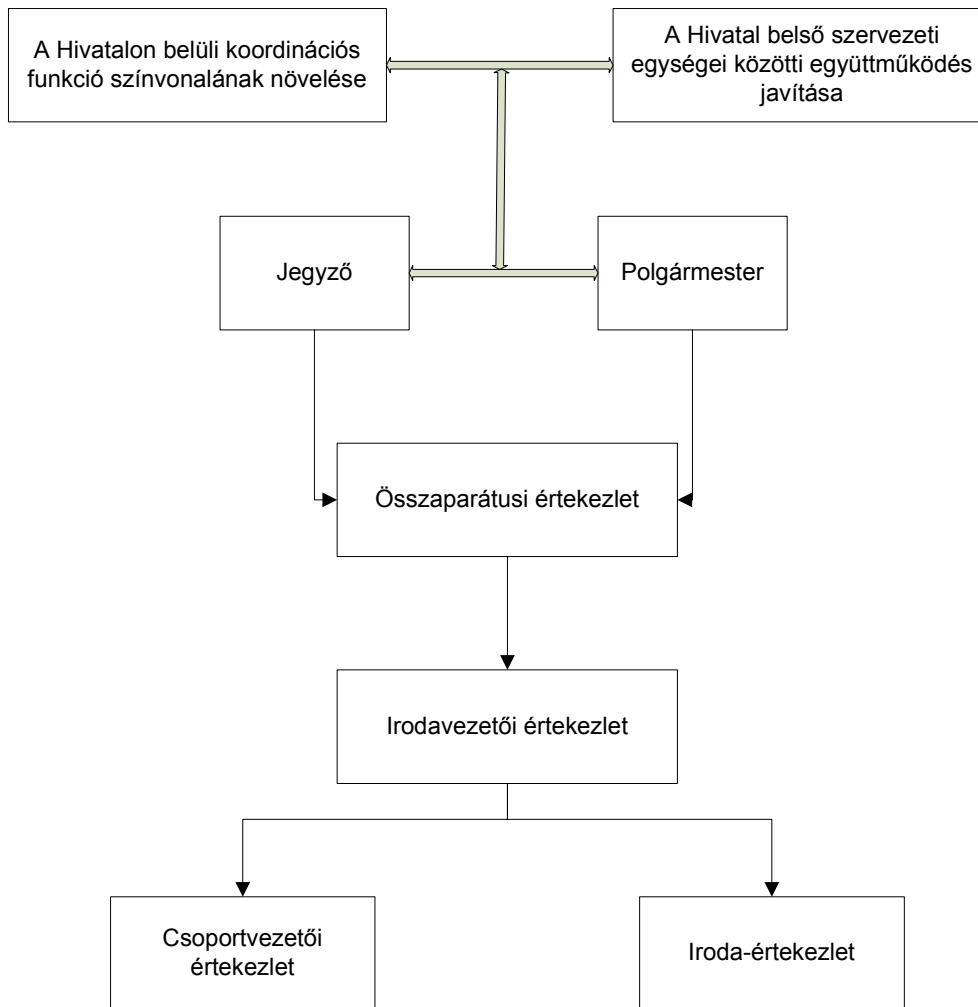 A Hivatalon belüli koordinációs
funkció színvonalának növelése
A Hivatal belső szervezeti
egységei közötti együttműködés
javítása
Jegyző
Polgármester
Összaparátusi értekezlet
Irodavezetői értekezlet
Csoportvezetői
értekezlet
Iroda-értekezlet